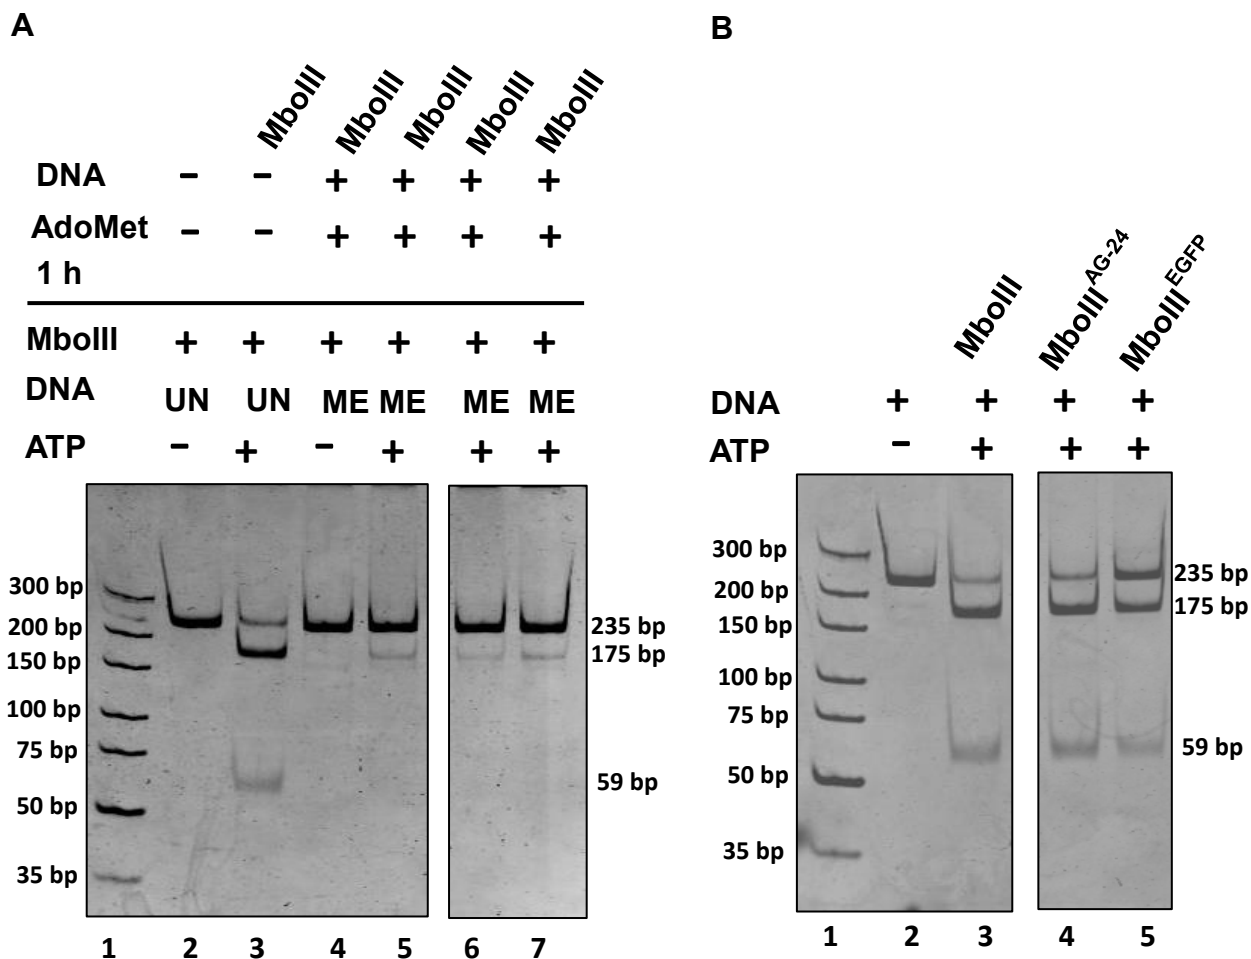 A
MboIII MboIII MboIII MboIII MboIII
DNA − − + + + +
AdoMet − − + + + +
1 h
MboIII + + + + + +
DNA UN UN ME ME ME ME
ATP − + − + + +
300 bp
200 bp
150 bp
100 bp
75 bp
50 bp
35 bp
235 bp
175 bp
59 bp
1 2 3 4 5 6 7
B
MboIII MboIII AG-24 MboIII EGFP
DNA + + + +
ATP − + + +
300 bp
200 bp
150 bp
100 bp
75 bp
50 bp
35 bp
235 bp
175 bp
59 bp
1 2 3 4 5